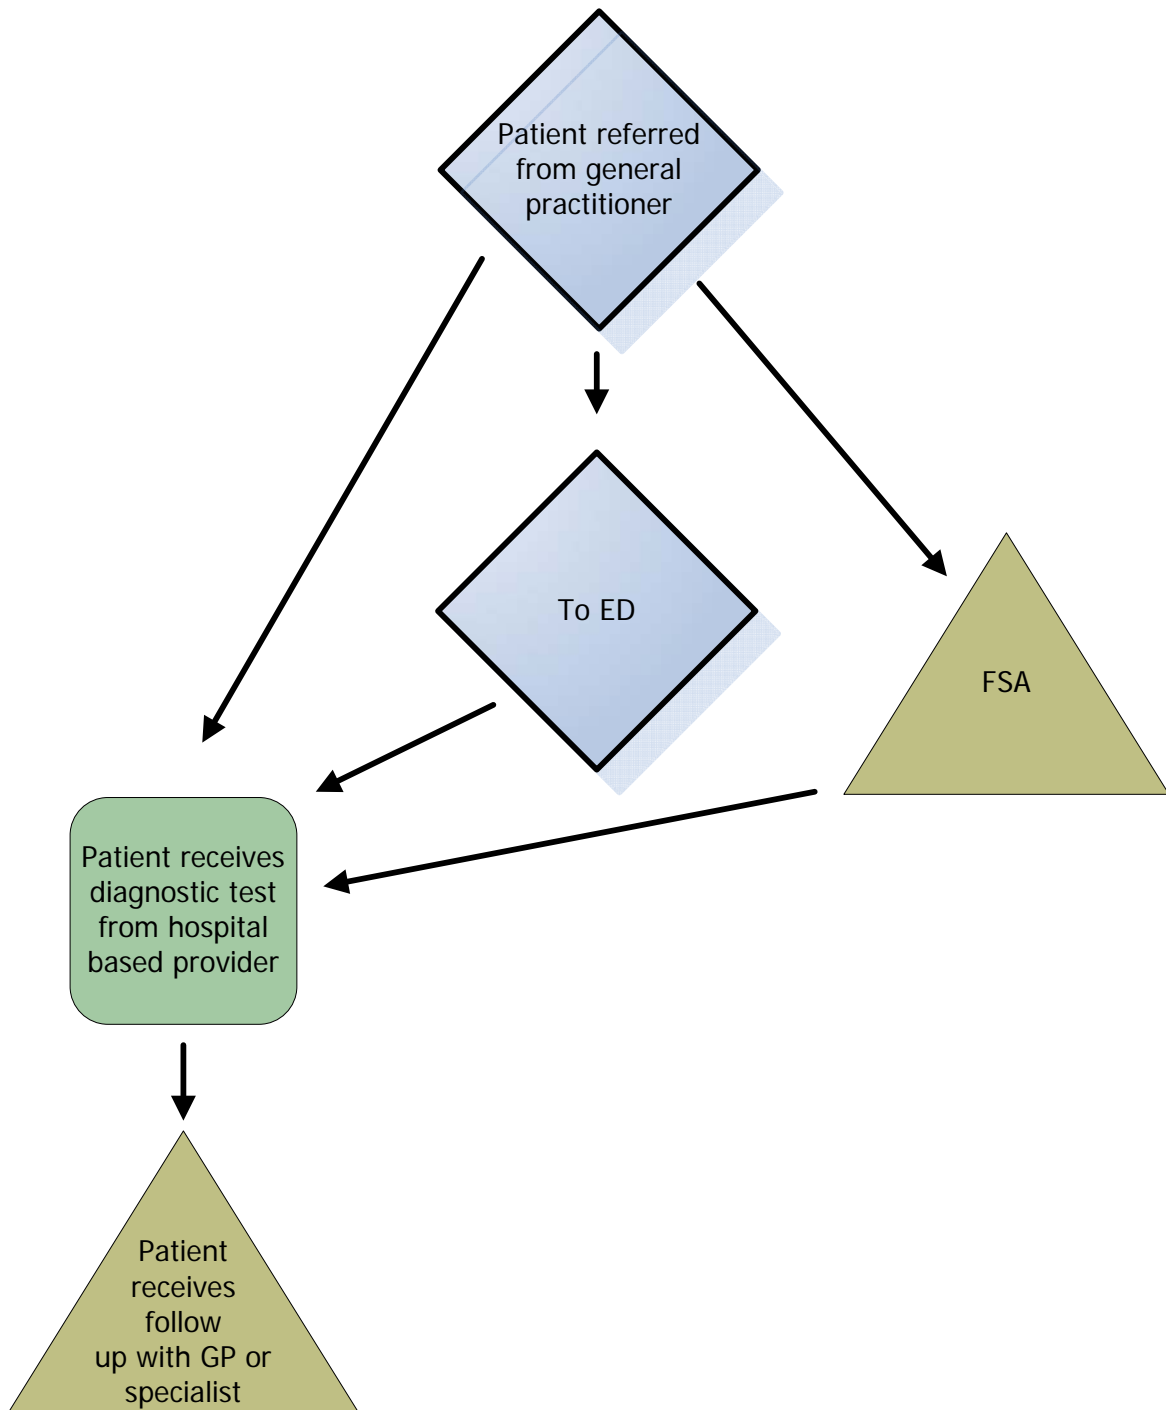 Patient referred
from general
practitioner
To ED
FSA
Patient receives
diagnostic test
from hospital
based provider
Patient
receives
follow
up with GP or
specialist